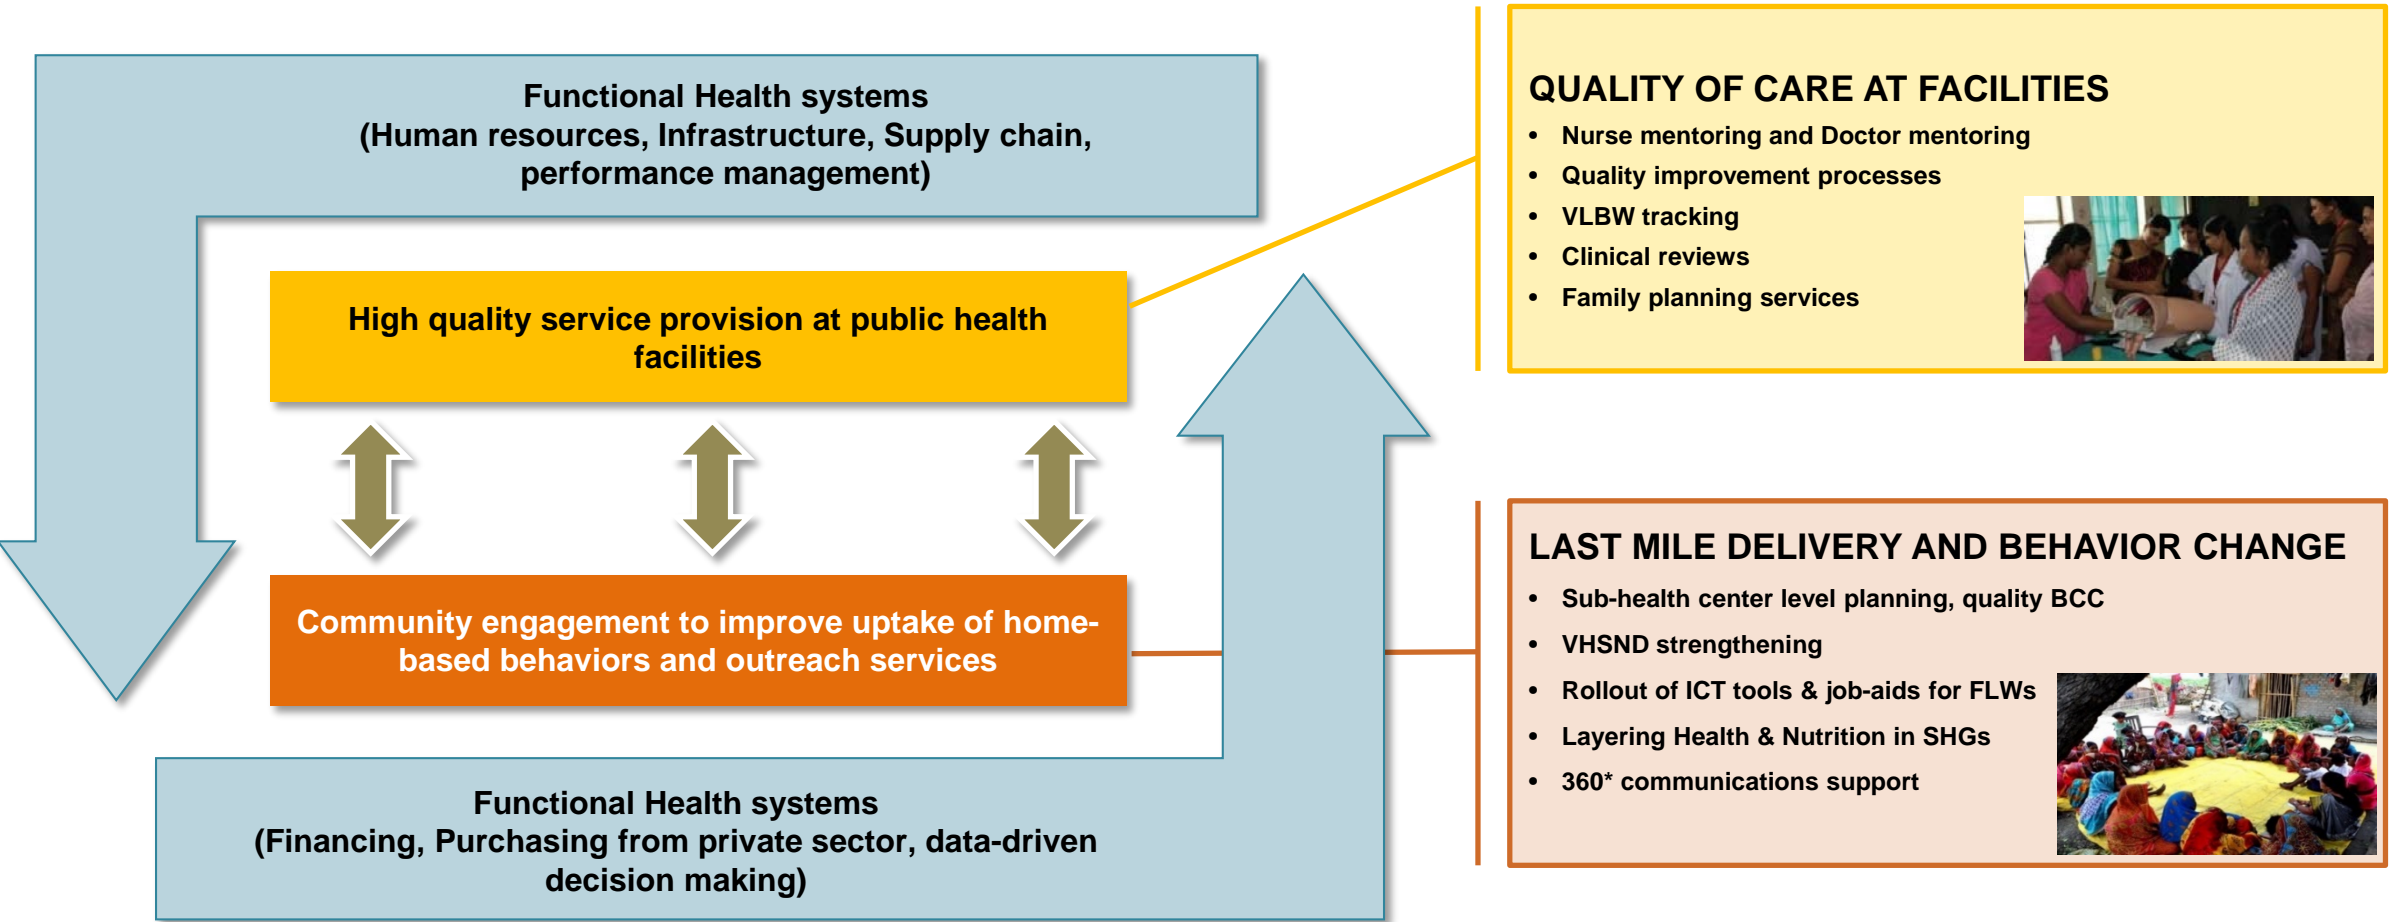 Functional Health systems
(Human resources, Infrastructure, Supply chain,
performance management)
High quality service provision at public health
facilities
Community engagement to improve uptake of home-
based behaviors and outreach services
Functional Health systems
(Financing, Purchasing from private sector, data-driven
decision making)
QUALITY OF CARE AT FACILITIES
• Nurse mentoring and Doctor mentoring
• Quality improvement processes
• VLBW tracking
• Clinical reviews
• Family planning services
LAST MILE DELIVERY AND BEHAVIOR CHANGE
• Sub-health center level planning, quality BCC
• VHSND strengthening
• Rollout of ICT tools & job-aids for FLWs
• Layering Health & Nutrition in SHGs
• 360* communications support